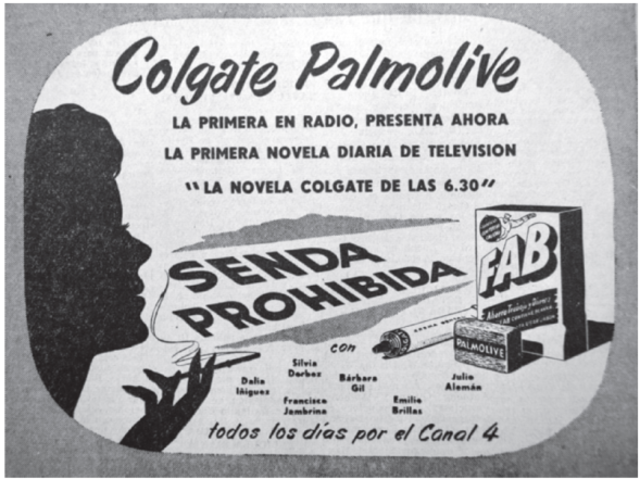 Colgate Palmolive
LA PRIMERA EN RADIO, PRESENTA AHORA
LA PRIMERA NOVELA DIARIA DE TELEVISION
"LA NOVELA COLGATE DE LAS 6.30"
SENDA
PROHIBIDA
FAB
PALMOLIVE
con
Dalia
Iñiguez
Silvia
Derbez
Francisco
Jambrina
Bárbara
Gil
Emilio
Brillas
Julio
Alemán
todos los días por el Canal 4